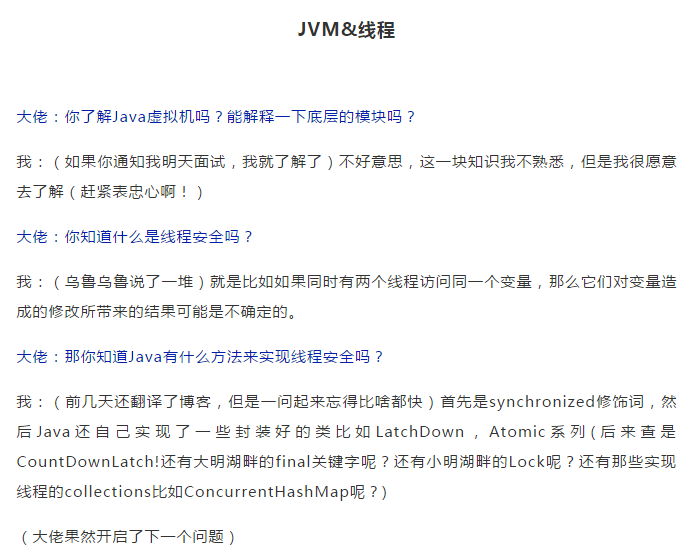 JVM&线程
大佬：你了解Java虚拟机吗？能解释一下底层的模块吗？
我：（如果你通知我明天面试，我就了解了）不好意思，这一块知识我不熟悉，但是我很愿意
去了解（赶紧表忠心啊！）
大佬：你知道什么是线程安全吗？
我：（乌鲁乌鲁说了一堆）就是比如如果同时有两个线程访问同一个变量，那么它们对变量造
成的修改所带来的结果可能是不确定的。
大佬：那你知道Java有什么方法来实现线程安全吗？
我：（前几天还翻译了博客，但是一问起来忘得比啥都快）首先是synchronized修饰词，然
后Java还自己实现了一些封装好的类比如LatchDown，Atomic系列(后来查是
CountDownLatch!还有大明湖畔的final关键字呢？还有小明湖畔的Lock呢？还有那些实现
线程的collections比如ConcurrentHashMap呢？)
（大佬果然开启了下一个问题）